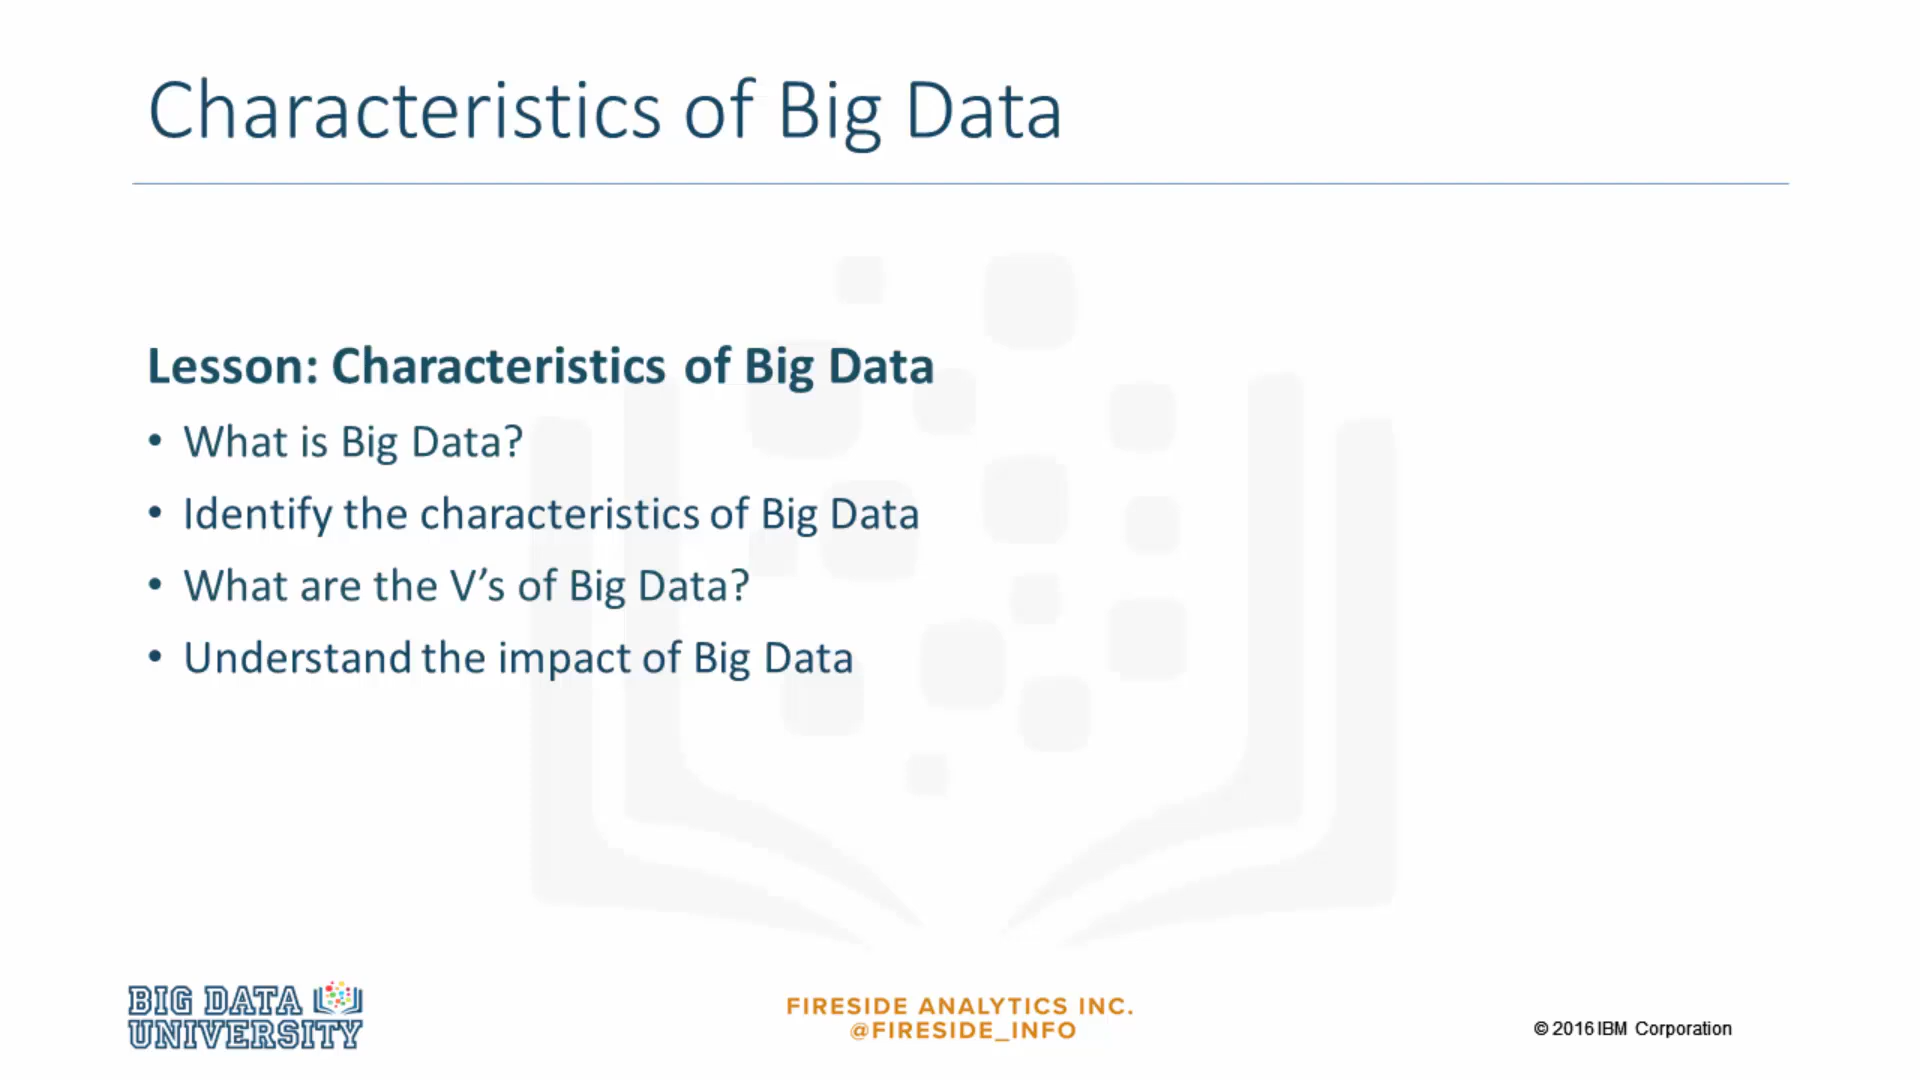 Characteristics of Big Data
Lesson: Characteristics of Big Data
• What is Big Data?
• Identify the characteristics of Big Data
• What are the V’s of Big Data?
• Understand the impact of Big Data
BIG DATA
UNIVERSITY
FIRESIDE ANALYTICS INC.
@FIRESIDE_INFO
© 2016 IBM Corporation